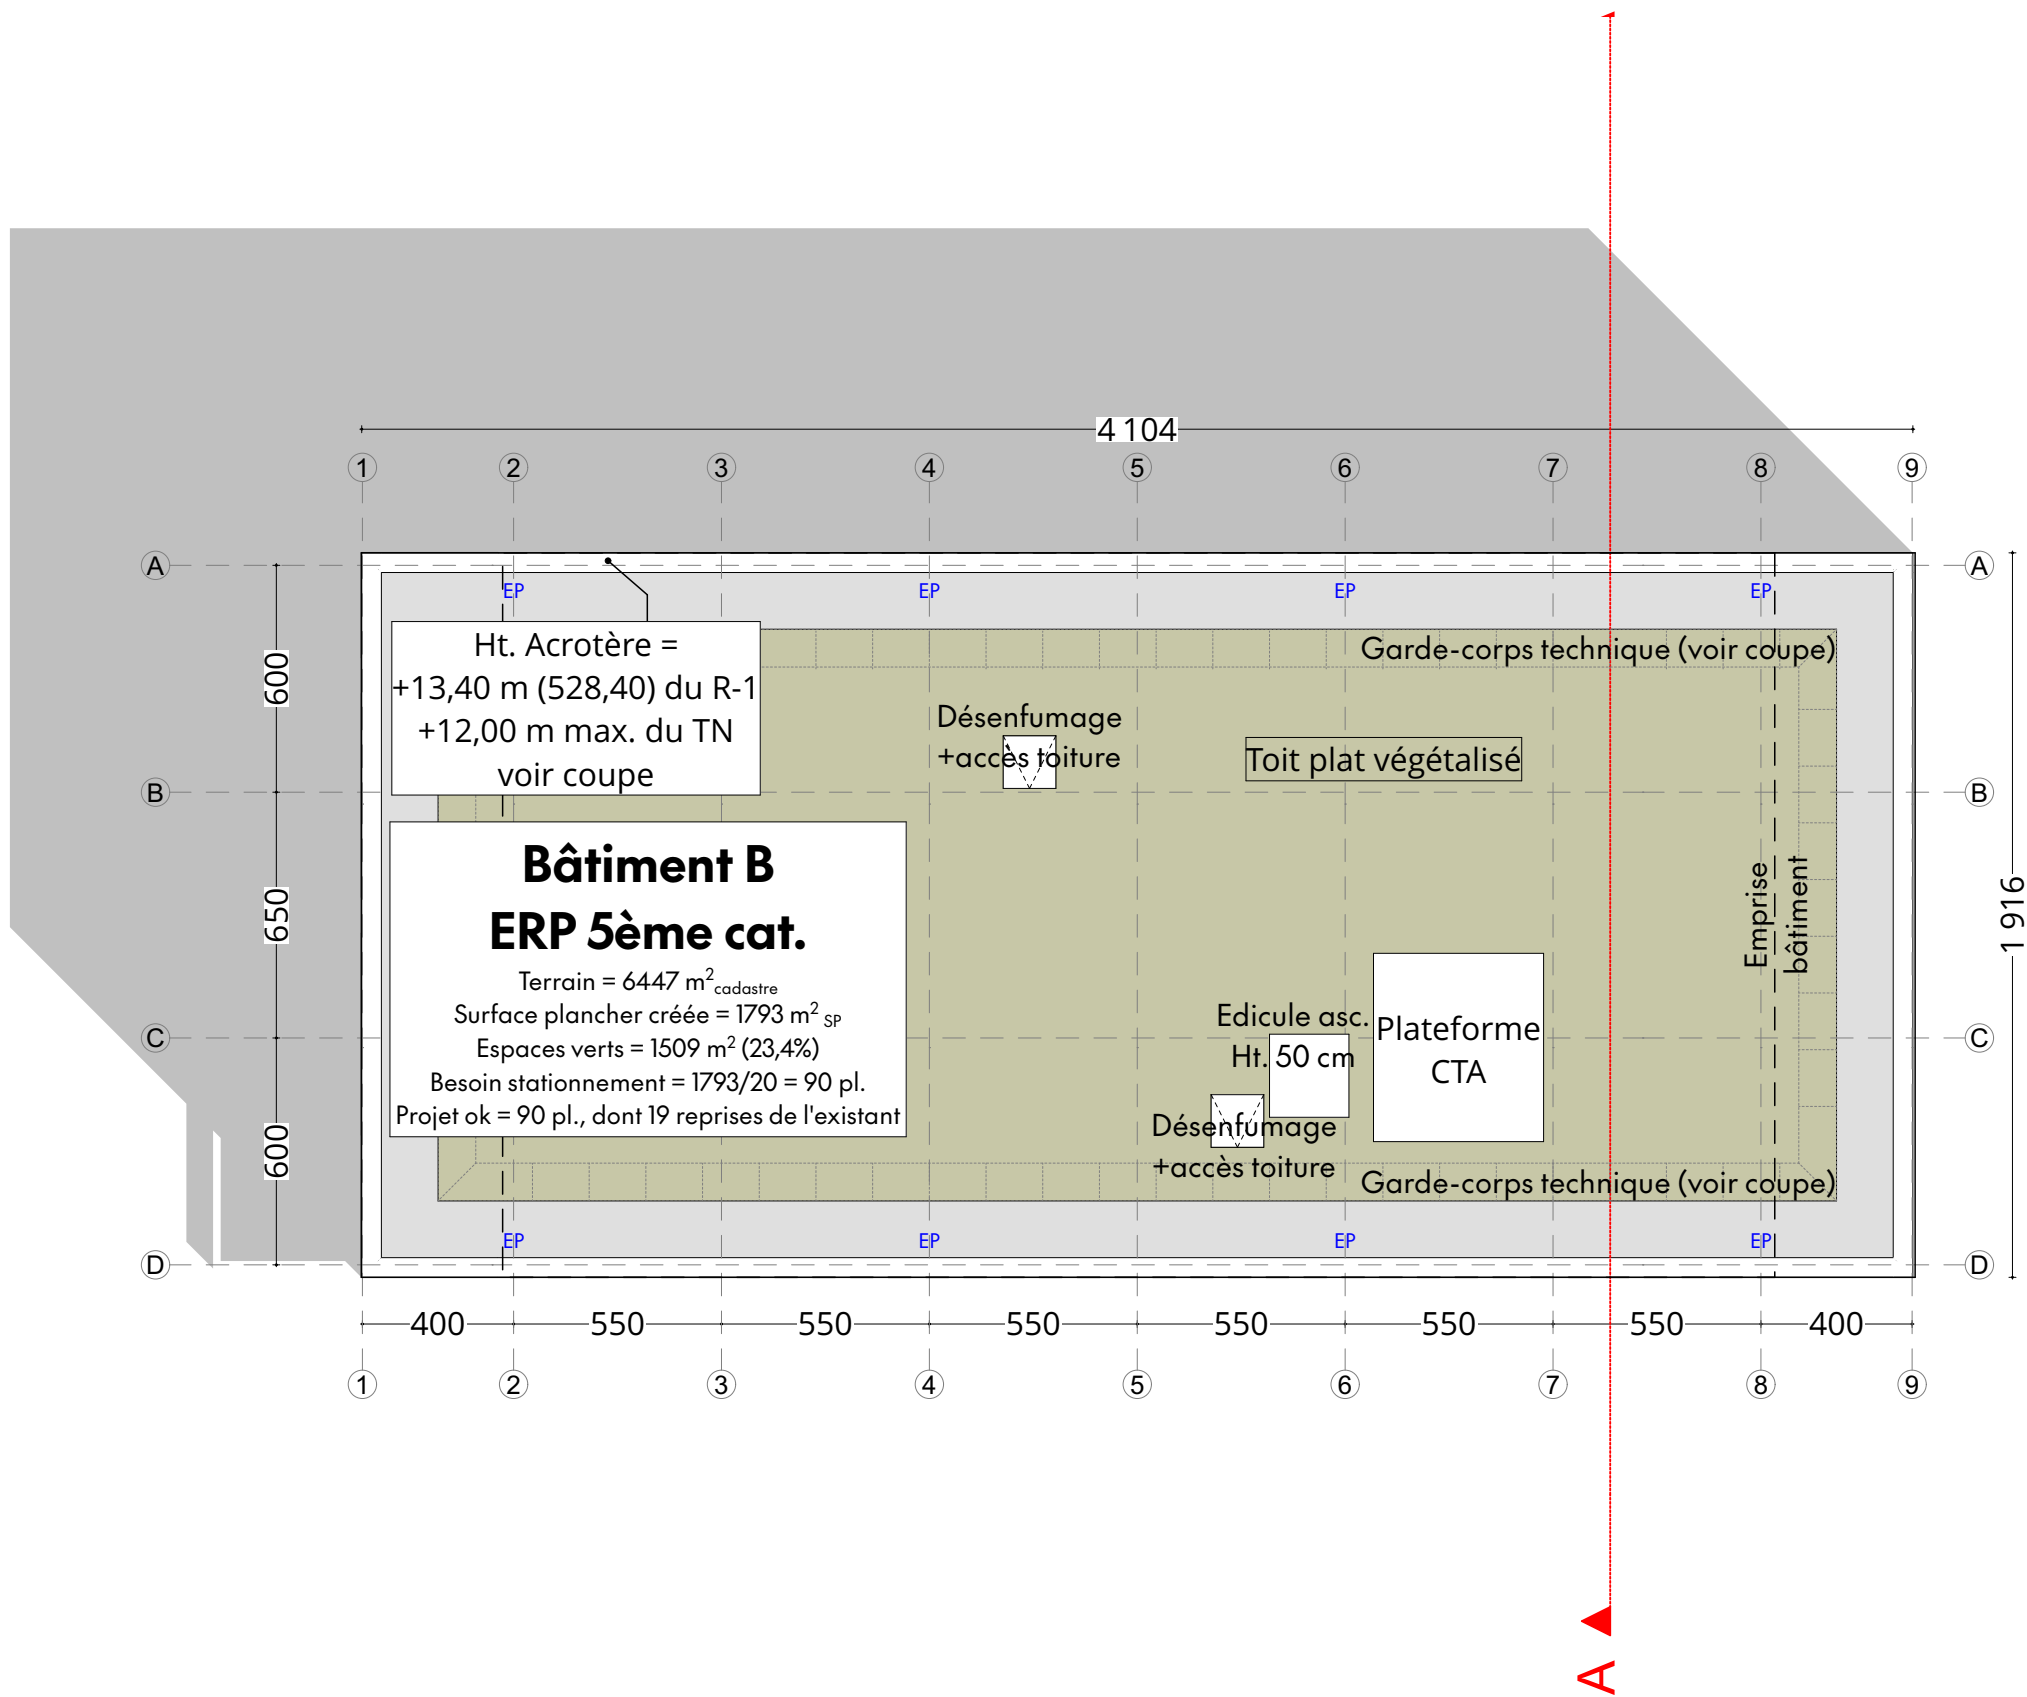 4 104
1 2 3 4 5 6 7 8 9
A A
EP EP EP EP
Ht. Acrotère =
+13,40 m (528,40) du R-1
+12,00 m max. du TN
voir coupe
Garde-corps technique (voir coupe)
600
Désenfumage
+accès toiture
Toit plat végétalisé
B B
Bâtiment B
ERP 5ème cat.
Terrain = 6447 m² cadastre
Surface plancher créée = 1793 m² SP
Espaces verts = 1509 m² (23,4%)
Besoin stationnement = 1793/20 = 90 pl.
Projet ok = 90 pl., dont 19 reprises de l'existant
650
Emprise
bâtiment
1 916
Edicule asc.
Ht. 50 cm
Plateforme
CTA
C C
600
Désenfumage
+accès toiture
Garde-corps technique (voir coupe)
EP EP EP EP
D D
400 550 550 550 550 550 550 400
1 2 3 4 5 6 7 8 9
A